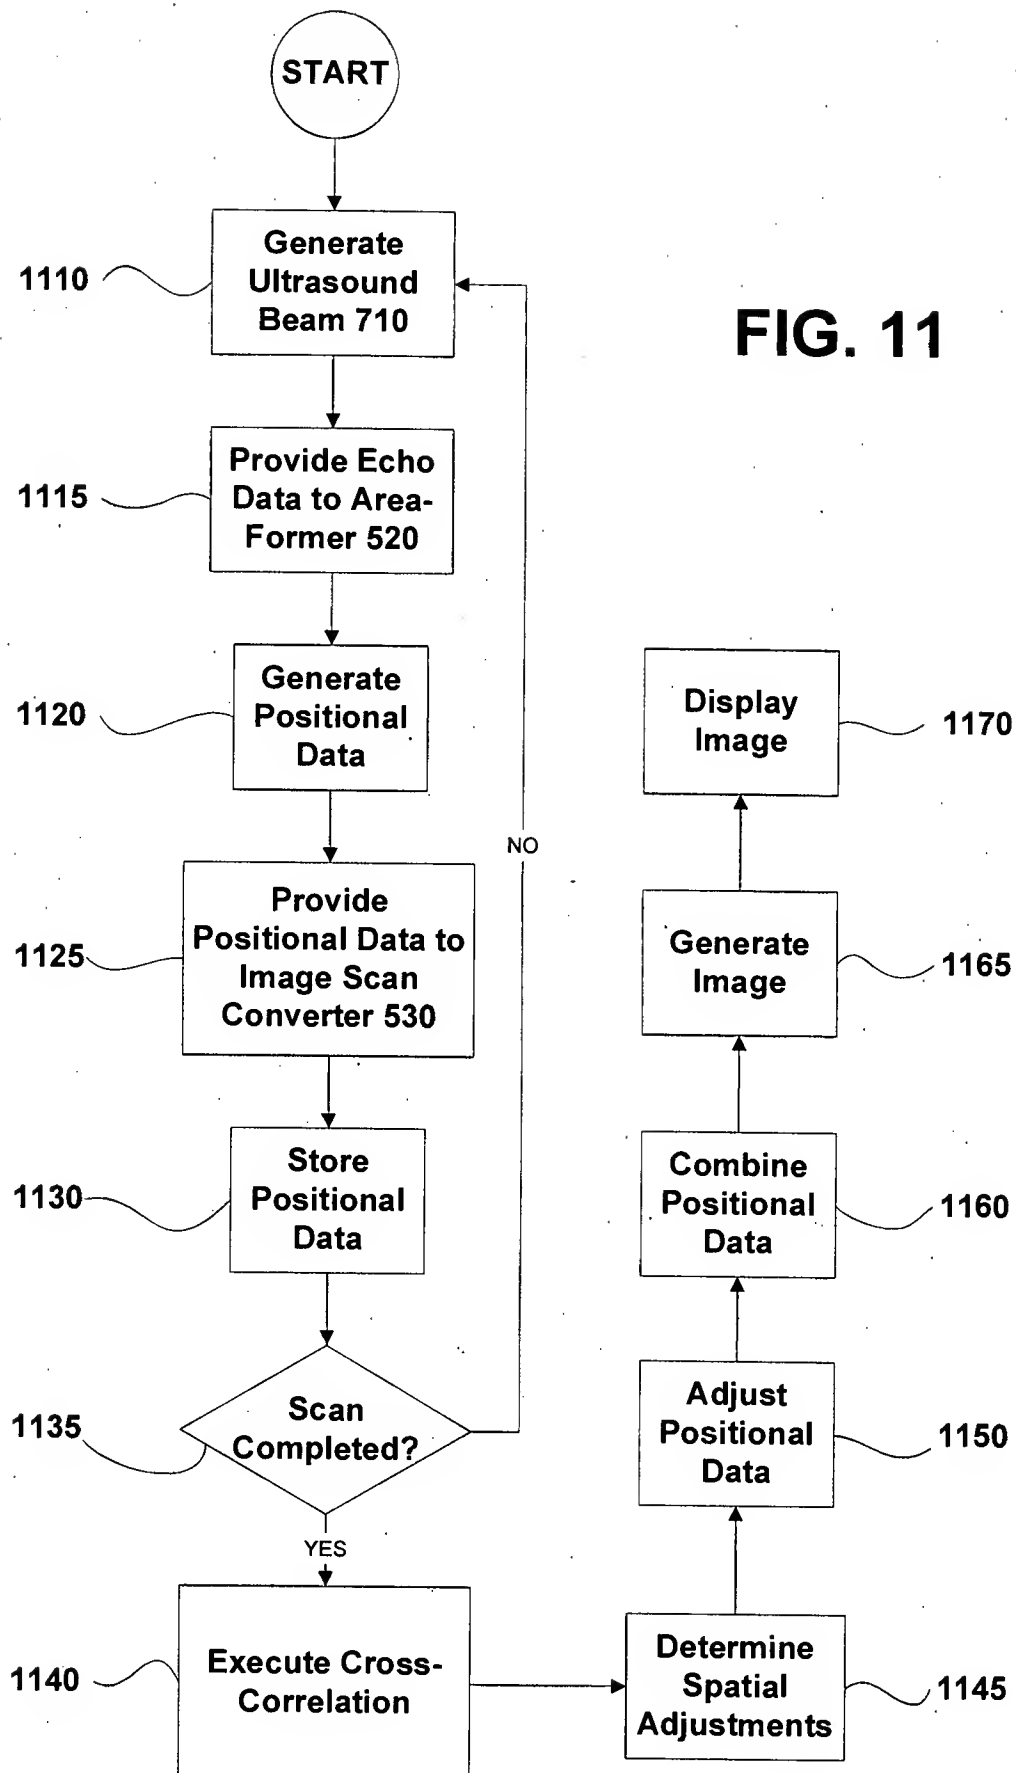 START
1110
Generate
Ultrasound
Beam 710
FIG. 11
1115
Provide Echo
Data to Area-
Former 520
1120
Generate
Positional
Data
NO
1125
Provide
Positional Data to
Image Scan
Converter 530
1130
Store
Positional
Data
1135
Scan
Completed?
YES
1140
Execute Cross-
Correlation
Determine
Spatial
Adjustments
1145
Adjust
Positional
Data
1150
Combine
Positional
Data
1160
Generate
Image
1165
Display
Image
1170